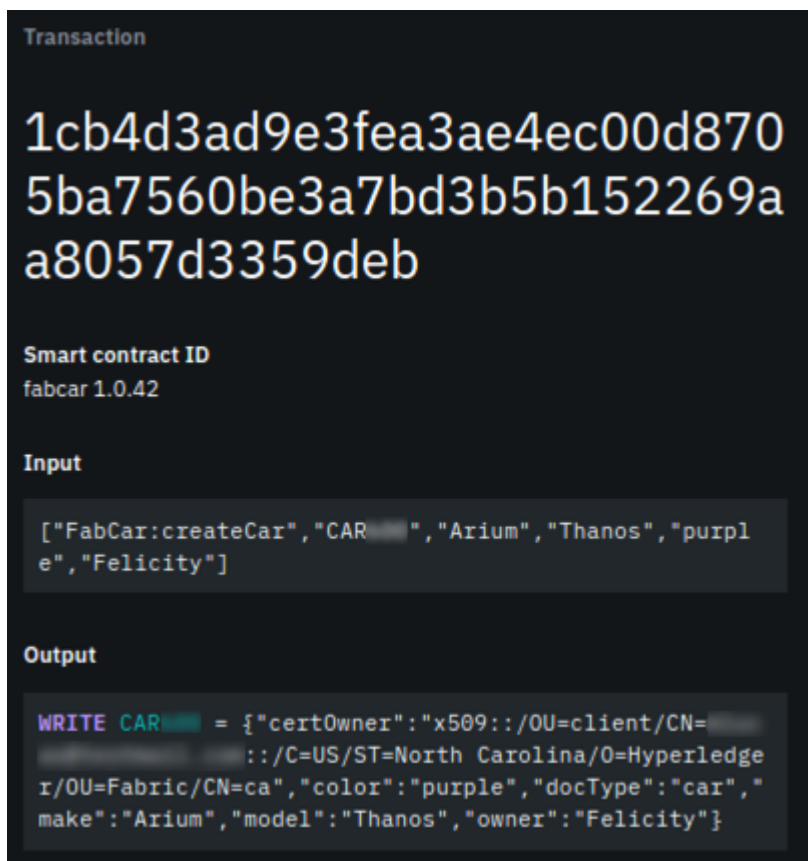 Transaction
1cb4d3ad9e3fea3ae4ec00d870
5ba7560be3a7bd3b5b152269a
a8057d3359deb
Smart contract ID
fabcar 1.0.42
Input
["FabCar:createCar","CAR","Arium","Thanos","purpl
e","Felicity"]
Output
WRITE CAR = {"certOwner":"x509::/OU=client/CN=
::/C=US/ST=North Carolina/O=Hyperledge
r/OU=Fabric/CN=ca","color":"purple","docType":"car","
make":"Arium","model":"Thanos","owner":"Felicity"}